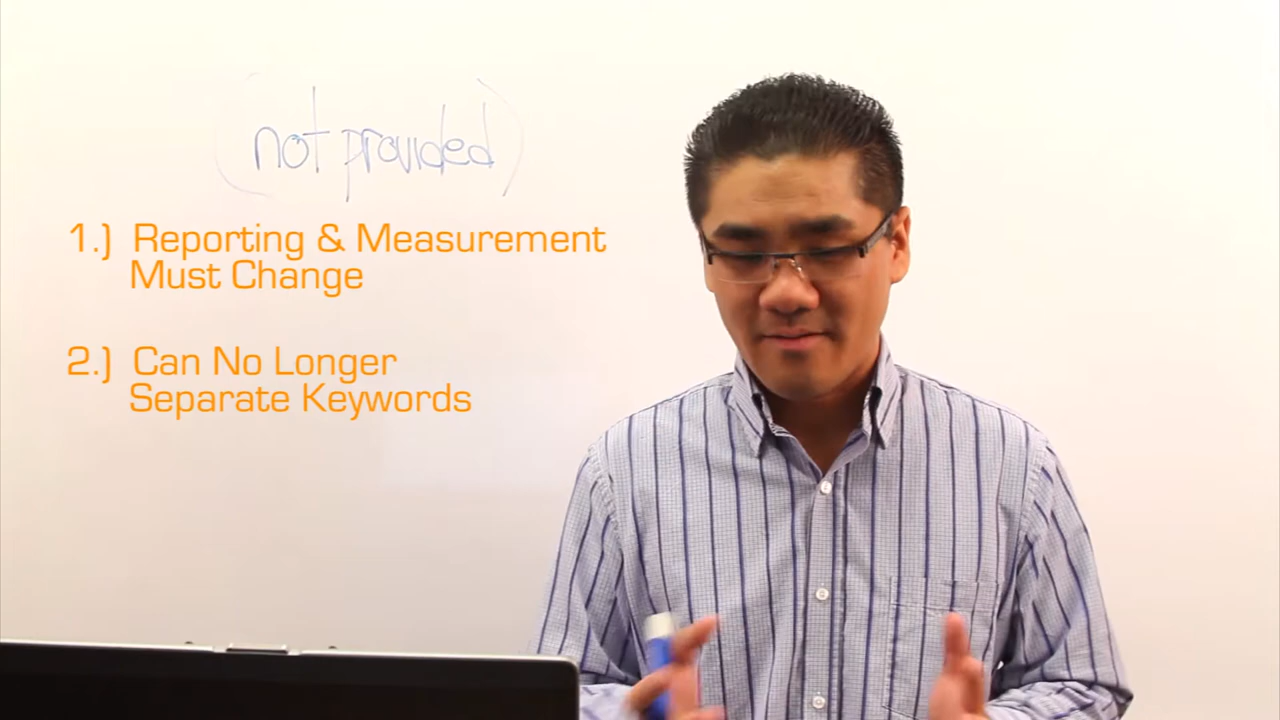 (not provided)
1.) Reporting & Measurement
Must Change
2.) Can No Longer
Separate Keywords